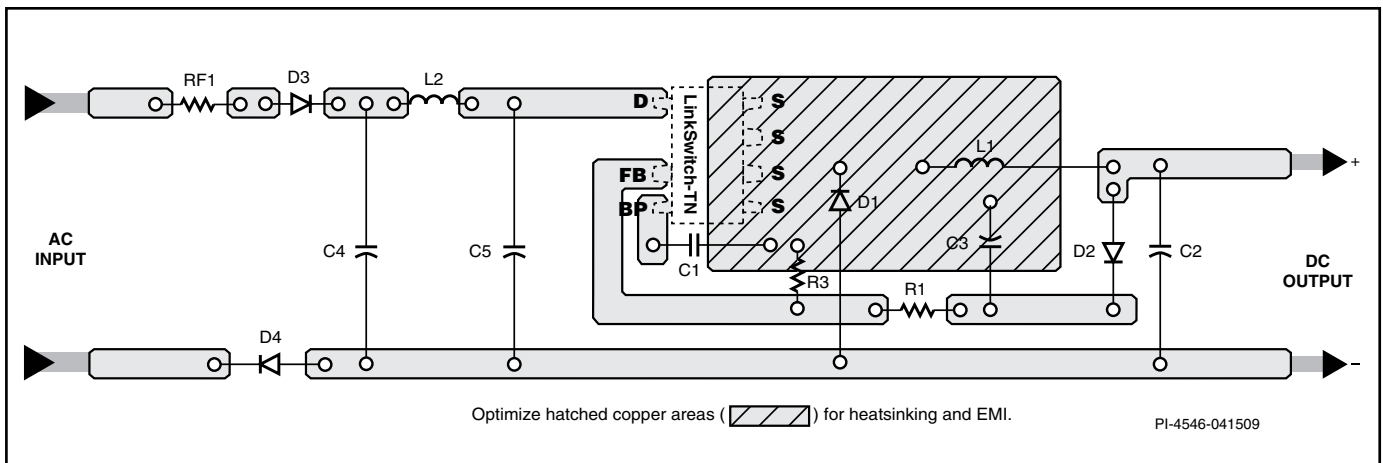 RF1
D3
L2
D
S
LinkSwitch-TN
S
L1
+
FB
S
BP
S
D1
AC
INPUT
C4
C5
C1
R3
C3
D2
C2
DC
OUTPUT
R1
D4
–
Optimize hatched copper areas ( ) for heatsinking and EMI.
PI-4546-041509